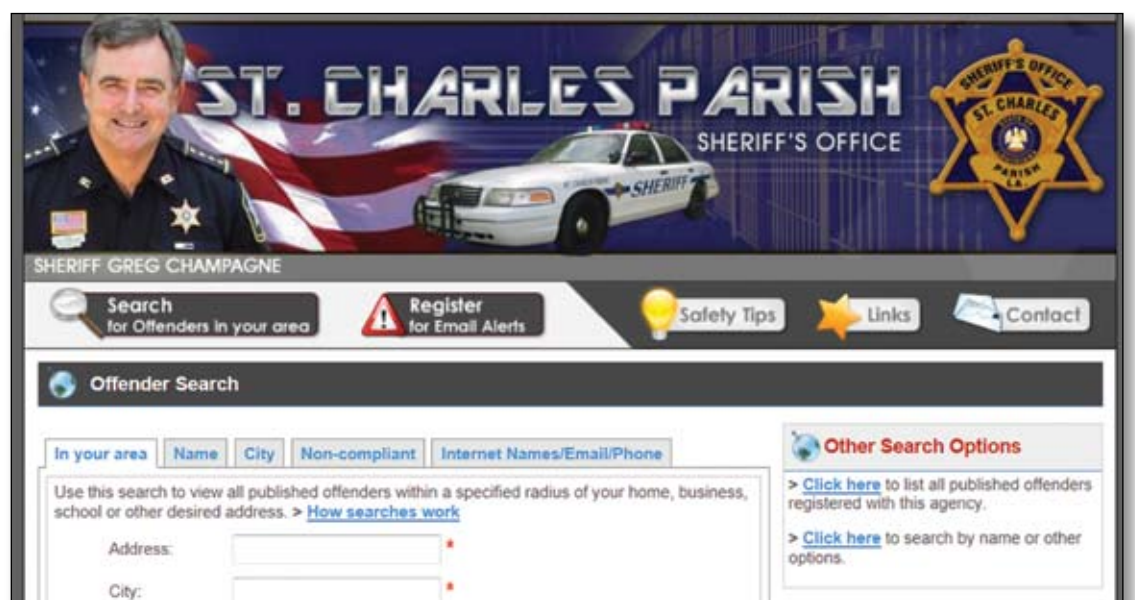 ST. CHARLES PARISH
SHERIFF'S OFFICE
SHERIFF
SHERIFF'S OFFICE
ST. CHARLES
PARISH
LA.
SHERIFF GREG CHAMPAGNE
Search
for Offenders in your area
Register
for Email Alerts
Safety Tips
Links
Contact
Offender Search
In your area Name City Non-compliant Internet Names/Email/Phone
Use this search to view all published offenders within a specified radius of your home, business,
school or other desired address. > How searches work
Address: *
City: *
Other Search Options
> Click here to list all published offenders
registered with this agency.
> Click here to search by name or other
options.